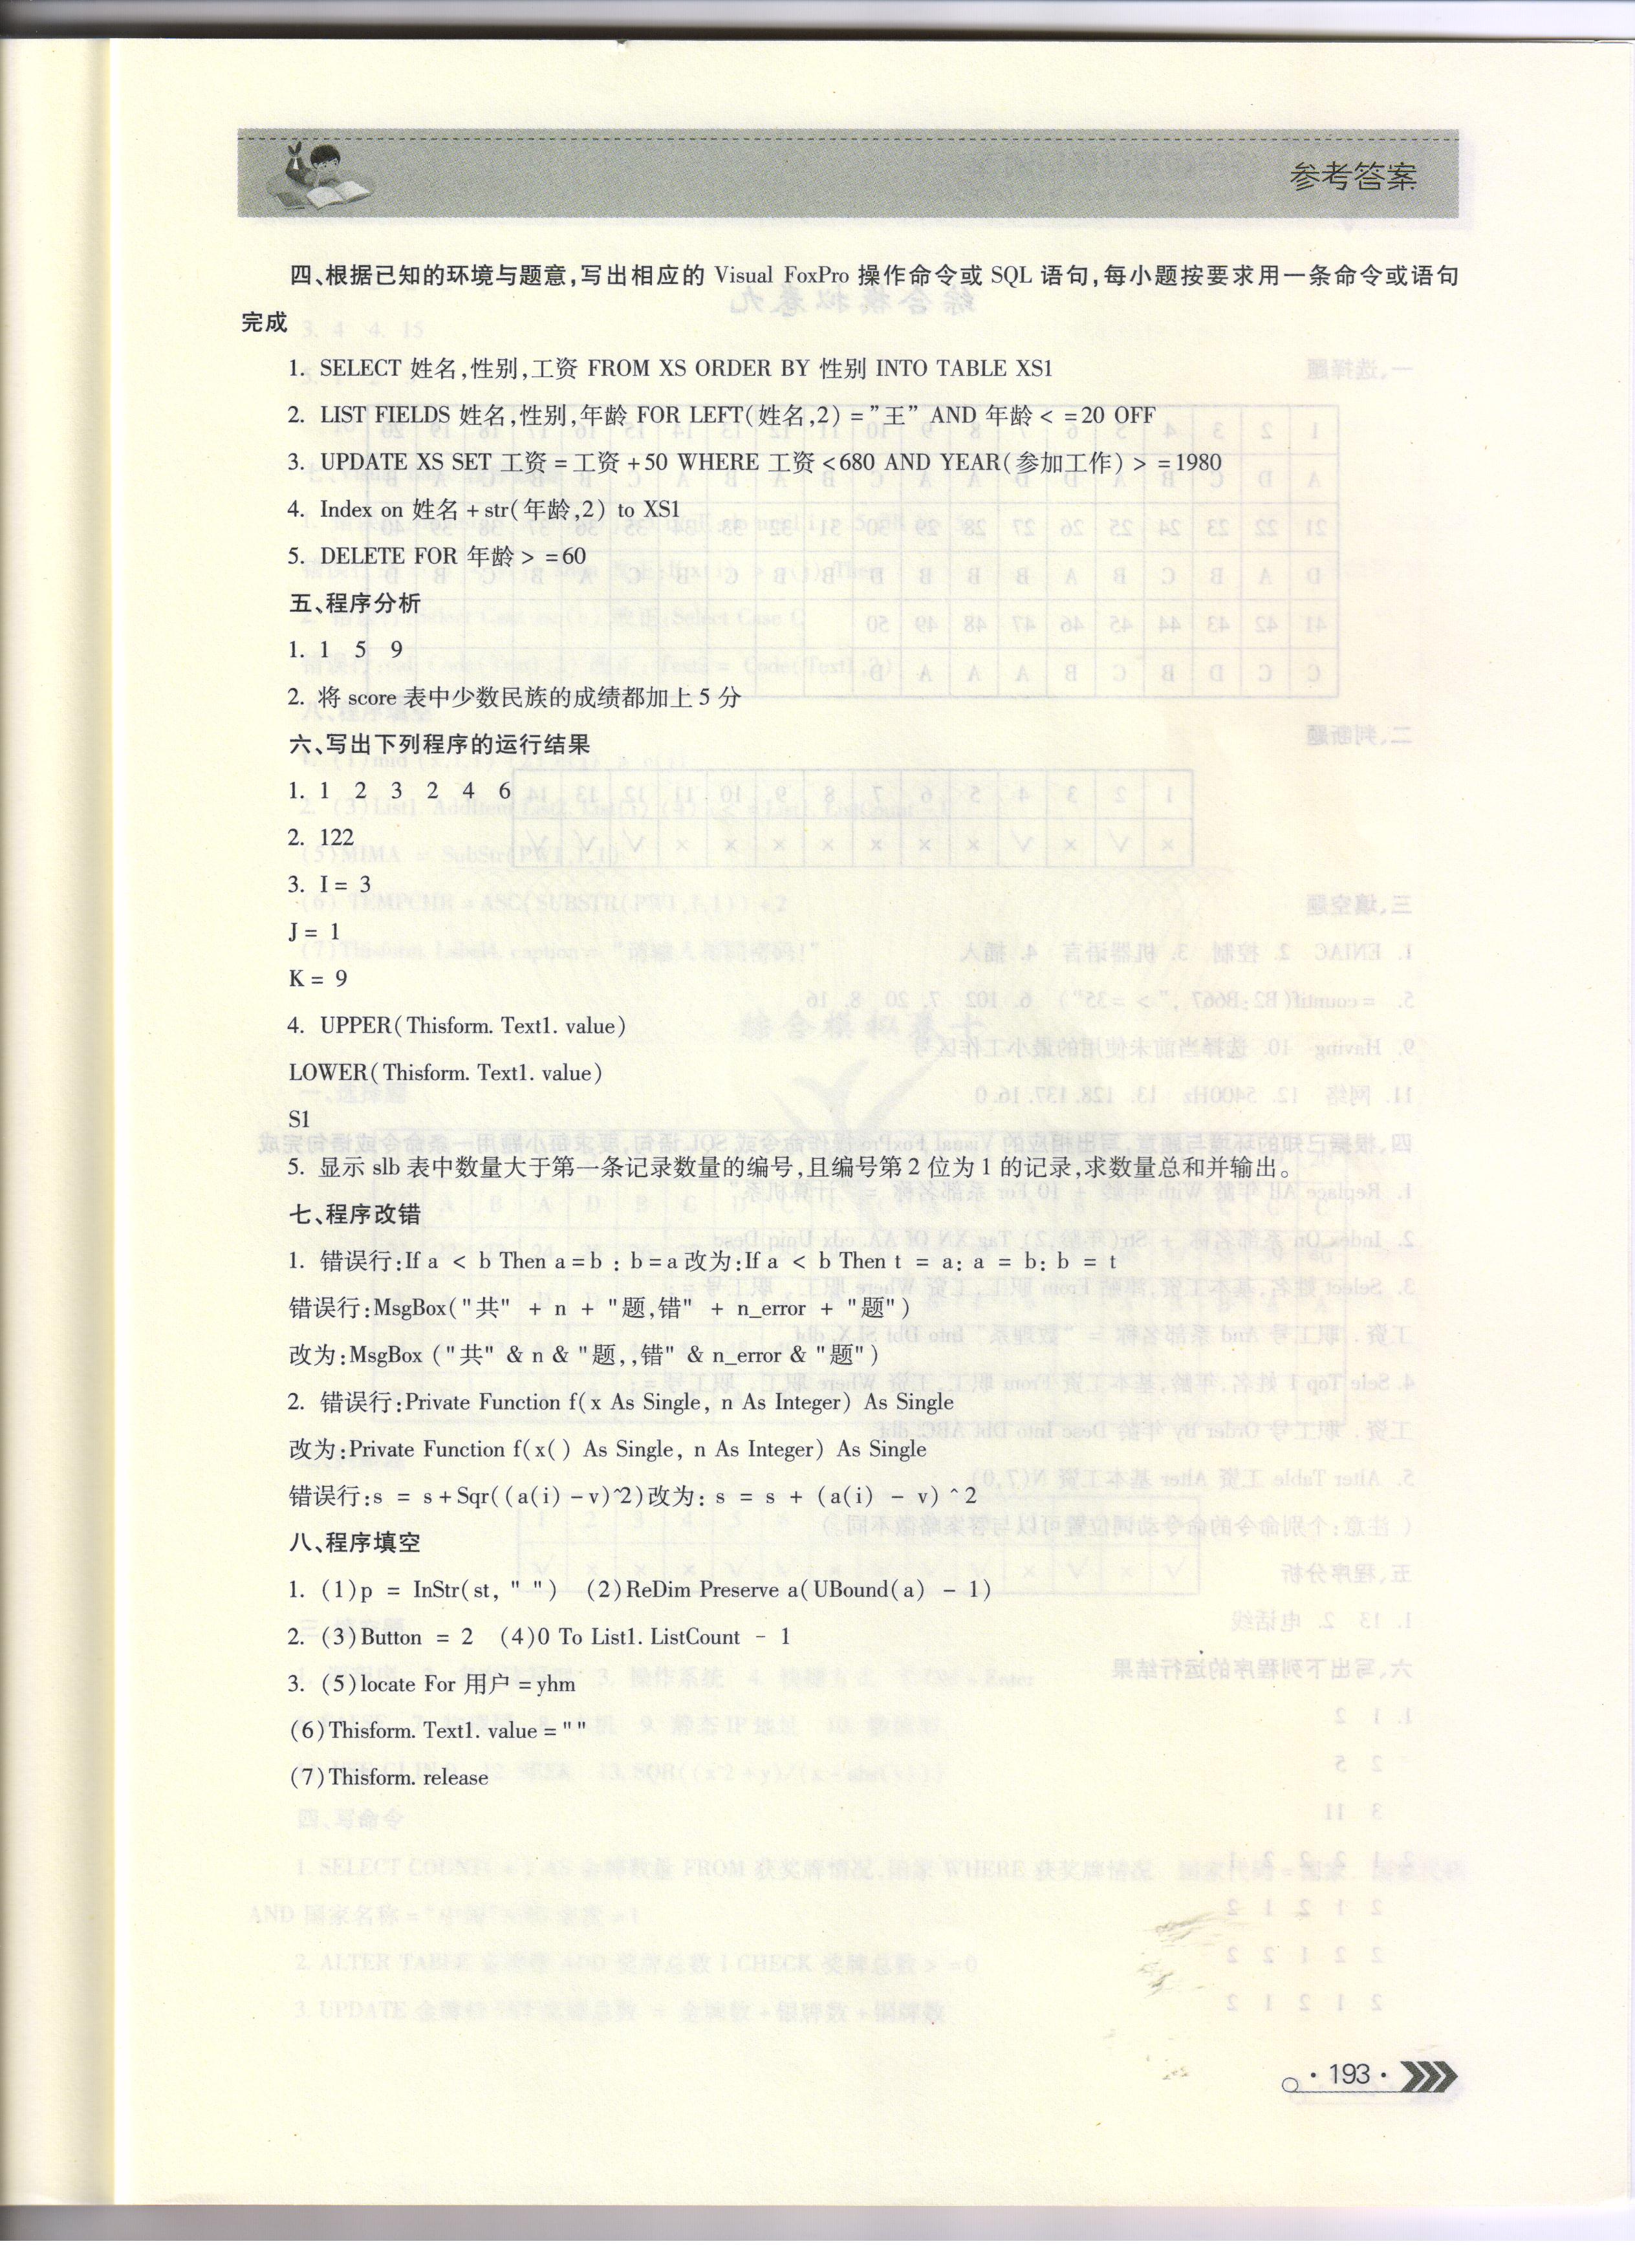 参考答案
四、根据已知的环境与题意,写出相应的 Visual FoxPro 操作命令或 SQL 语句,每小题按要求用一条命令或语句
完成
1. SELECT 姓名,性别,工资 FROM XS ORDER BY 性别 INTO TABLE XS1
2. LIST FIELDS 姓名,性别,年龄 FOR LEFT(姓名,2) = ”王” AND 年龄 < =20 OFF
3. UPDATE XS SET 工资 = 工资 +50 WHERE 工资 <680 AND YEAR(参加工作) > =1980
4. Index on 姓名 + str(年龄,2) to XS1
5. DELETE FOR 年龄 > =60
五、程序分析
1. 1 5 9
2. 将 score 表中少数民族的成绩都加上 5 分
六、写出下列程序的运行结果
1. 1 2 3 2 4 6
2. 122
3. I = 3
J = 1
K = 9
4. UPPER(Thisform. Text1. value)
LOWER(Thisform. Text1. value)
S1
5. 显示 slb 表中数量大于第一条记录数量的编号,且编号第 2 位为 1 的记录,求数量总和并输出。
七、程序改错
1. 错误行:If a < b Then a = b : b = a 改为:If a < b Then t = a: a = b: b = t
错误行:MsgBox("共" + n + "题,错" + n_error + "题")
改为:MsgBox ("共" & n & "题,,错" & n_error & "题")
2. 错误行:Private Function f(x As Single, n As Integer) As Single
改为:Private Function f(x() As Single, n As Integer) As Single
错误行:s = s + Sqr((a(i) - v)^2)改为: s = s + (a(i) - v) ^ 2
八、程序填空
1. (1)p = InStr(st, " ") (2)ReDim Preserve a(UBound(a) - 1)
2. (3)Button = 2 (4)0 To List1. ListCount - 1
3. (5)locate For 用户 = yhm
(6)Thisform. Text1. value = ""
(7)Thisform. release
· 193 ·